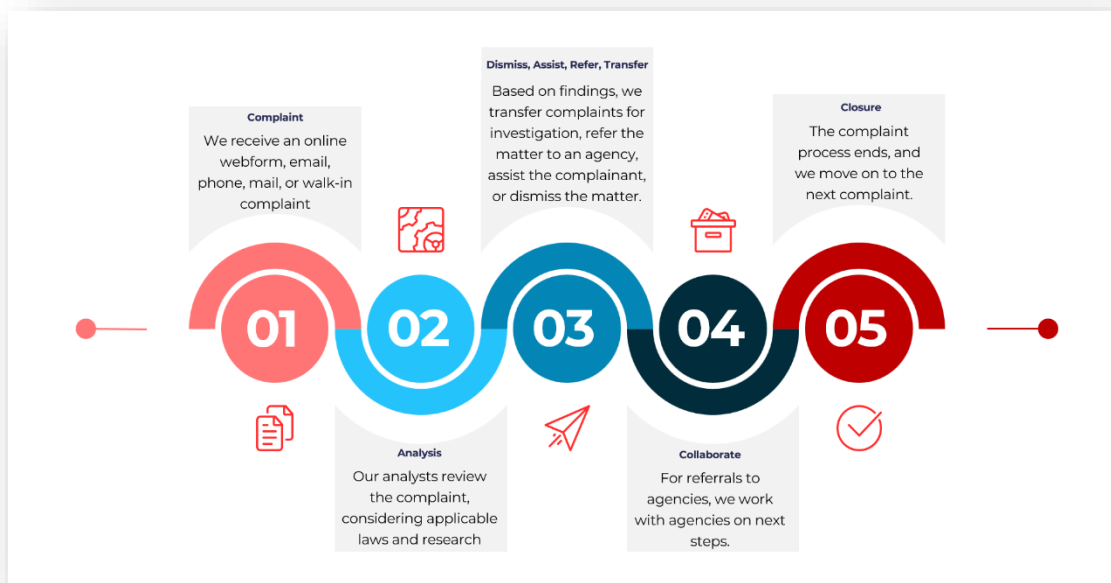 Complaint
We receive an online
webform, email,
phone, mail, or walk-in
complaint
01
02
Analysis
Our analysts review
the complaint,
considering applicable
laws and research
Dismiss, Assist, Refer, Transfer
Based on findings, we
transfer complaints for
investigation, refer the
matter to an agency,
assist the complainant,
or dismiss the matter.
03
04
Collaborate
For referrals to
agencies, we work
with agencies on next
steps.
Closure
The complaint
process ends, and
we move on to the
next complaint.
05